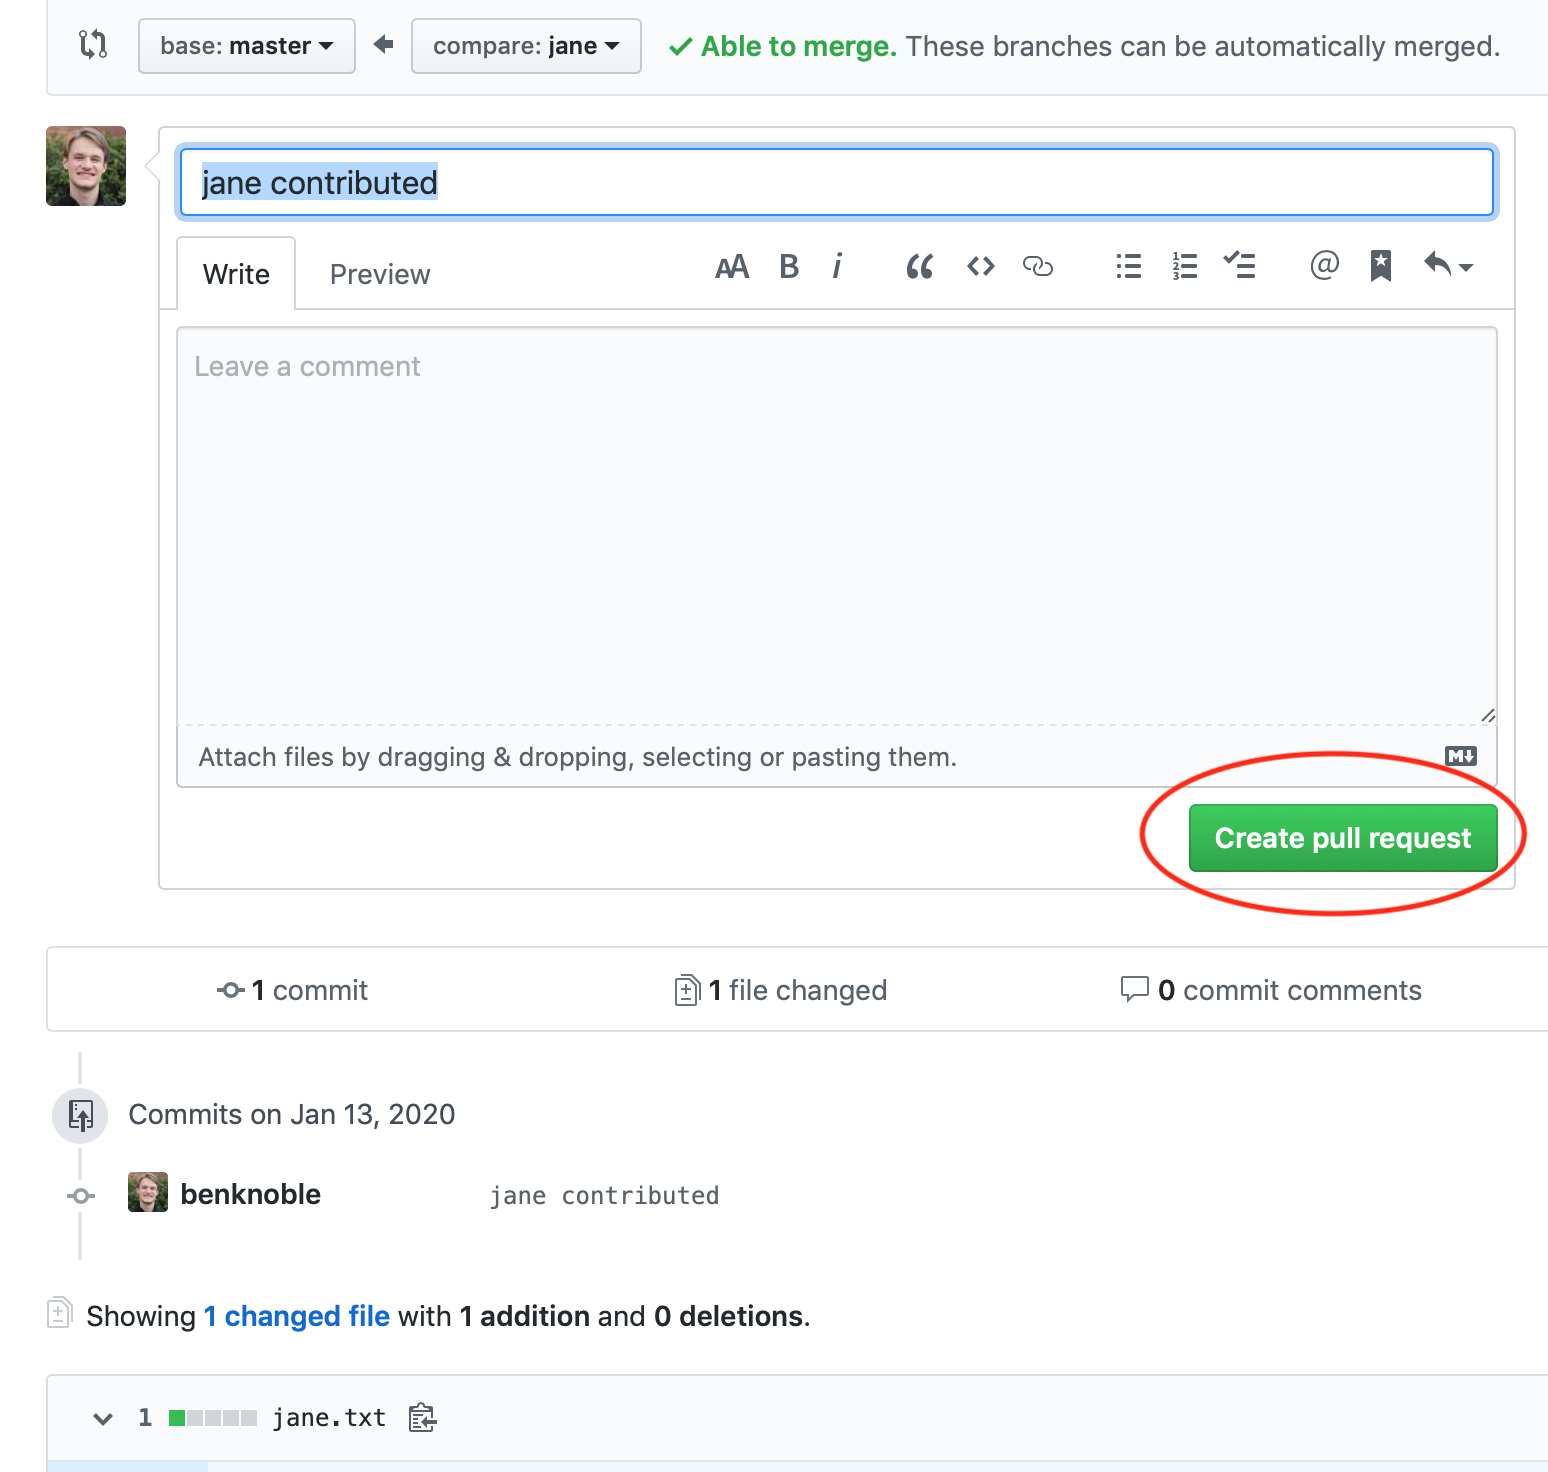 base: master compare: jane Able to merge. These branches can be automatically merged.
jane contributed
Write Preview AA B i “ <> @
Leave a comment
Attach files by dragging & dropping, selecting or pasting them. M
Create pull request
1 commit 1 file changed 0 commit comments
Commits on Jan 13, 2020
benknoble jane contributed
Showing 1 changed file with 1 addition and 0 deletions.
1 jane.txt